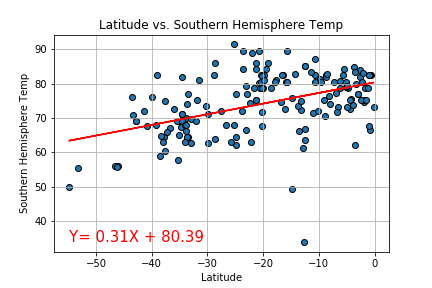 Latitude vs. Southern Hemisphere Temp
90
80
70
60
50
40
Southern Hemisphere Temp
Y= 0.31X + 80.39
−50 −40 −30 −20 −10 0
Latitude